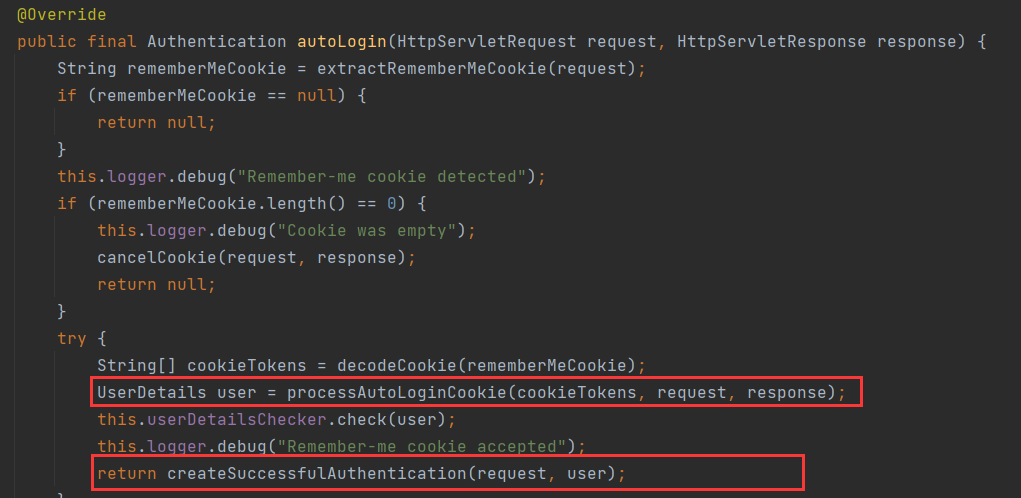 @Override
public final Authentication autoLogin(HttpServletRequest request, HttpServletResponse response) {
    String rememberMeCookie = extractRememberMeCookie(request);
    if (rememberMeCookie == null) {
        return null;
    }
    this.logger.debug("Remember-me cookie detected");
    if (rememberMeCookie.length() == 0) {
        this.logger.debug("Cookie was empty");
        cancelCookie(request, response);
        return null;
    }
    try {
        String[] cookieTokens = decodeCookie(rememberMeCookie);
        UserDetails user = processAutoLoginCookie(cookieTokens, request, response);
        this.userDetailsChecker.check(user);
        this.logger.debug("Remember-me cookie accepted");
        return createSuccessfulAuthentication(request, user);
    }